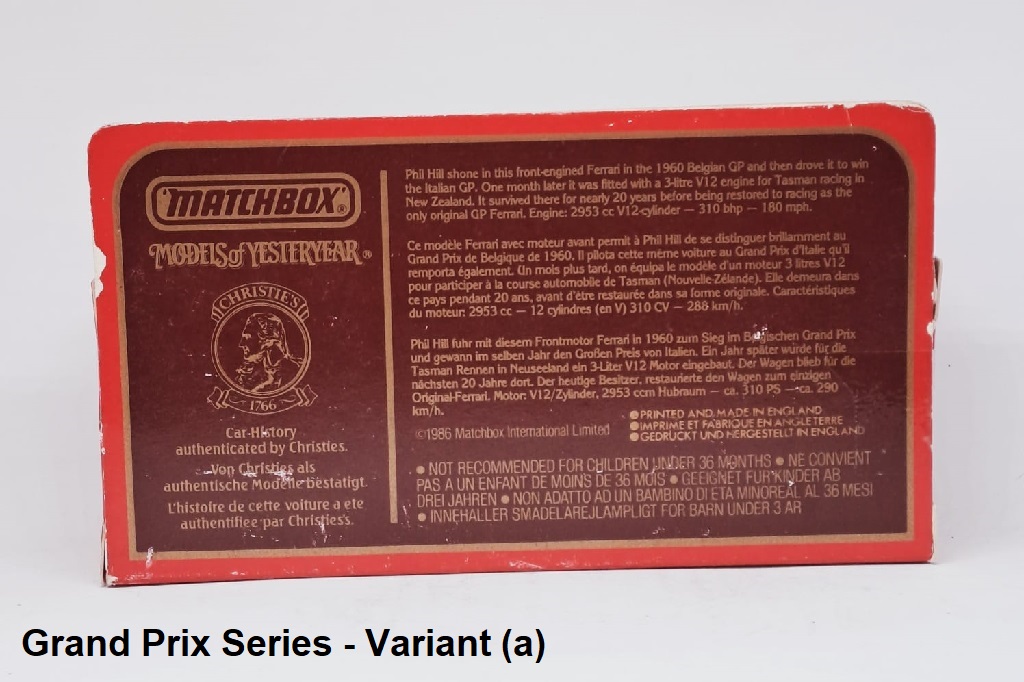 'MATCHBOX'®
MODELS of YESTERYEAR®
CHRISTIE'S
1766
Car-History
authenticated by Christies.
Von Christies als
authentische Modelle bestatigt.
L'histoire de cette voiture a ete
authentifiee par Christies's.
Phil Hill shone in this front-engined Ferrari in the 1960 Belgian GP and then drove it to win
the Italian GP. One month later it was fitted with a 3-litre V12 engine for Tasman racing in
New Zealand. It survived there for nearly 20 years before being restored to racing as the
only original GP Ferrari. Engine: 2953 cc V12-cylinder — 310 bhp — 180 mph.
Ce modèle Ferrari avec moteur avant permit à Phil Hill de se distinguer brillamment au
Grand Prix de Belgique de 1960. Il pilota cette même voiture au Grand Prix d'Italie qu'il
remporta également. Un mois plus tard, on équipa le modèle d'un moteur 3 litres V12
pour participer à la course automobile de Tasman (Nouvelle-Zélande). Elle demeura dans
ce pays pendant 20 ans, avant d'être restaurée dans sa forme originale. Caractéristiques
du moteur: 2953 cc — 12 cylindres (en V) 310 CV — 288 km/h.
Phil Hill fuhr mit diesem Frontmotor Ferrari in 1960 zum Sieg im Belgischen Grand Prix
und gewann im selben Jahr den Großen Preis von Italien. Ein Jahr später würde für die
Tasman Rennen in Neuseeland ein 3-Liter V12 Motor eingebaut. Der Wagen blieb für die
nächsten 20 Jahre dort. Der heutige Besitzer, restaurierte den Wagen zum einzigen
Original-Ferrari. Motor: V12/Zylinder, 2953 ccm Hubraum — ca. 310 PS — ca. 290
km/h.
©1986 Matchbox International Limited
●PRINTED AND MADE IN ENGLAND
●IMPRIME ET FABRIQUE EN ANGLETERRE
●GEDRUCKT UND HERGESTELLT IN ENGLAND
● NOT RECOMMENDED FOR CHILDREN UNDER 36 MONTHS ● NE CONVIENT
PAS A UN ENFANT DE MOINS DE 36 MOIS ● GEEIGNET FUR KINDER AB
DREI JAHREN ● NON ADATTO AD UN BAMBINO DI ETA MINOREAL AL 36 MESI
● INNEHALLER SMADELAREJLAMPLIGT FOR BARN UNDER 3 AR
Grand Prix Series - Variant (a)